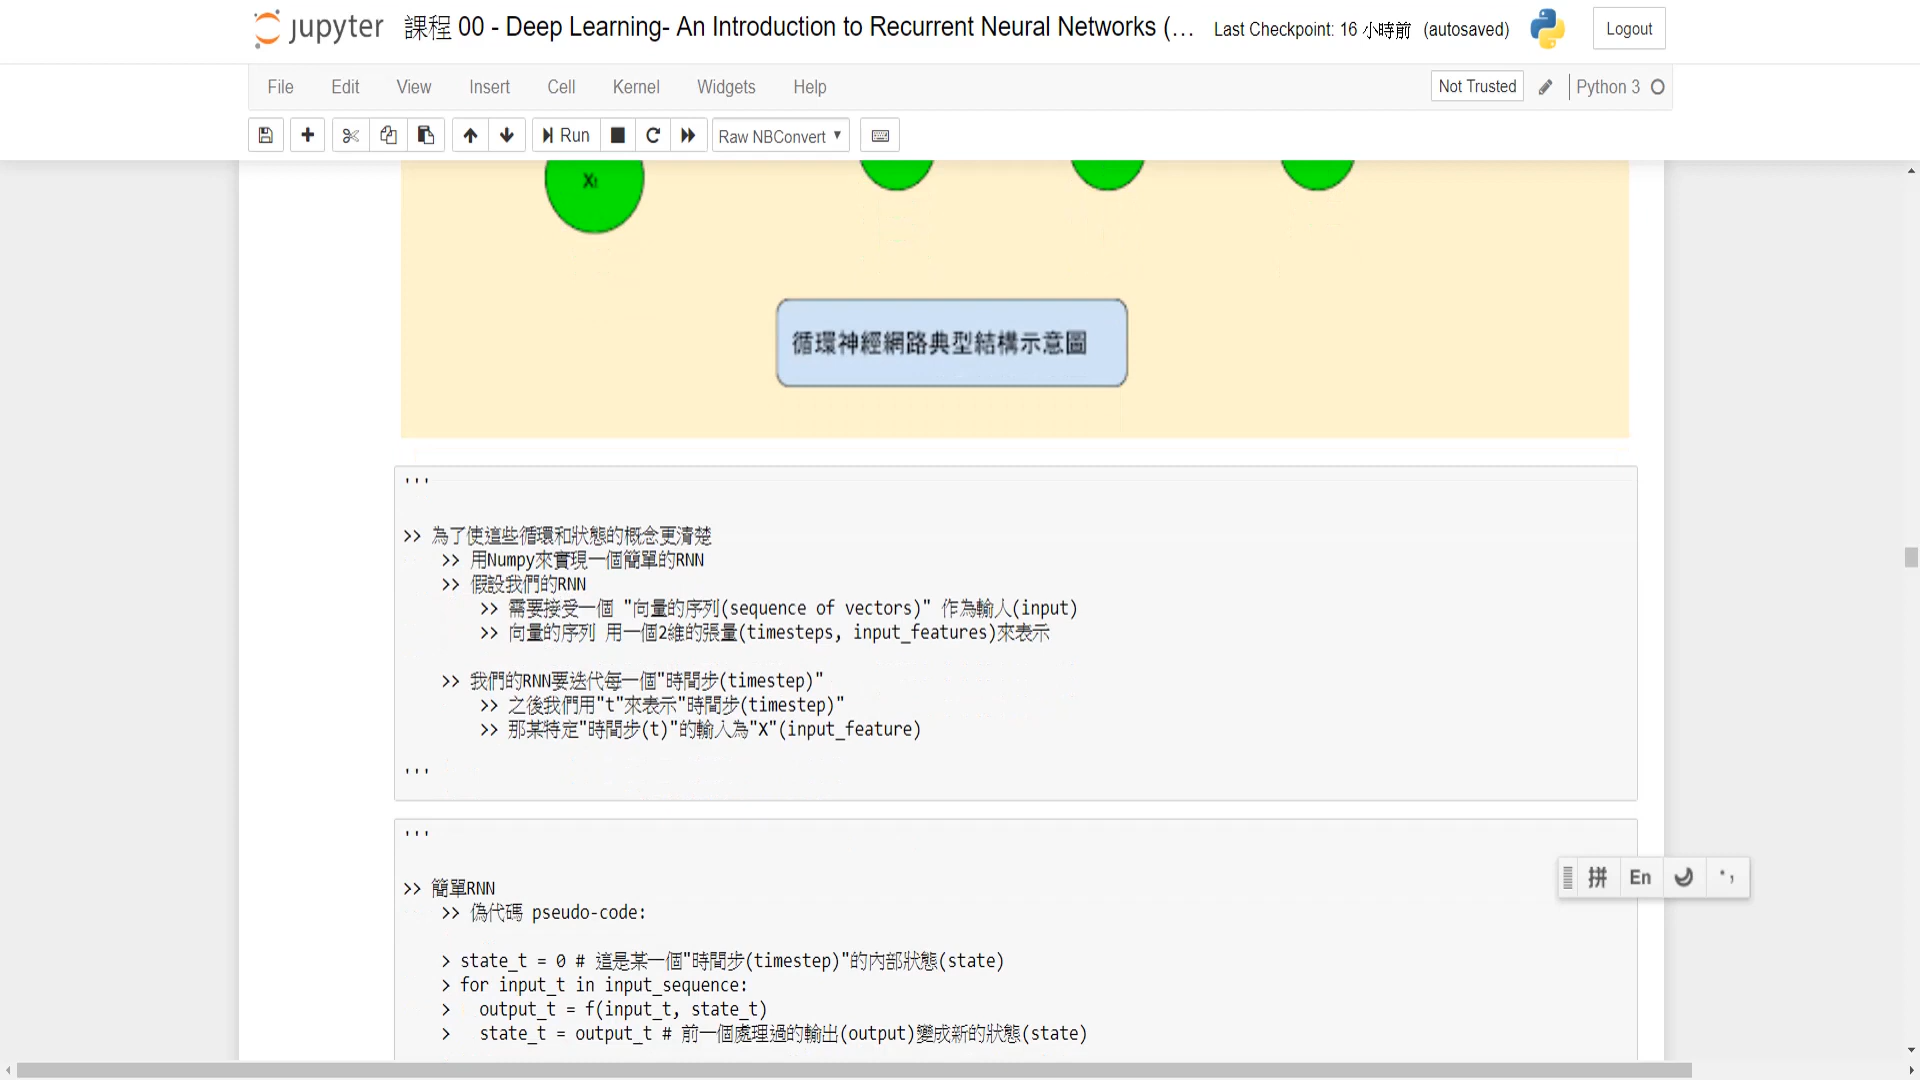 jupyter 課程 00 - Deep Learning- An Introduction to Recurrent Neural Networks (… Last Checkpoint: 16 小時前 (autosaved) Logout
File Edit View Insert Cell Kernel Widgets Help Not Trusted Python 3
Run Raw NBConvert
Xt
循環神經網路典型結構示意圖
'''
>> 為了使這些循環和狀態的概念更清楚
>> 用Numpy來實現一個簡單的RNN
>> 假設我們的RNN
>> 需要接受一個 "向量的序列(sequence of vectors)" 作為輸入(input)
>> 向量的序列 用一個2維的張量(timesteps, input_features)來表示
>> 我們的RNN要迭代每一個"時間步(timestep)"
>> 之後我們用"t"來表示"時間步(timestep)"
>> 那某特定"時間步(t)"的輸入為"X"(input_feature)
'''
'''
>> 簡單RNN
>> 偽代碼 pseudo-code:
> state_t = 0 # 這是某一個"時間步(timestep)"的內部狀態(state)
> for input_t in input_sequence:
>   output_t = f(input_t, state_t)
>   state_t = output_t # 前一個處理過的輸出(output)變成新的狀態(state)
拼 En